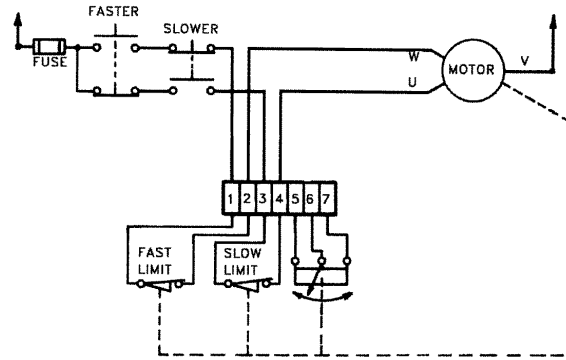 FASTER
SLOWER
FUSE
W
U
V
MOTOR
1 2 3 4 5 6 7
FAST
LIMIT
SLOW
LIMIT